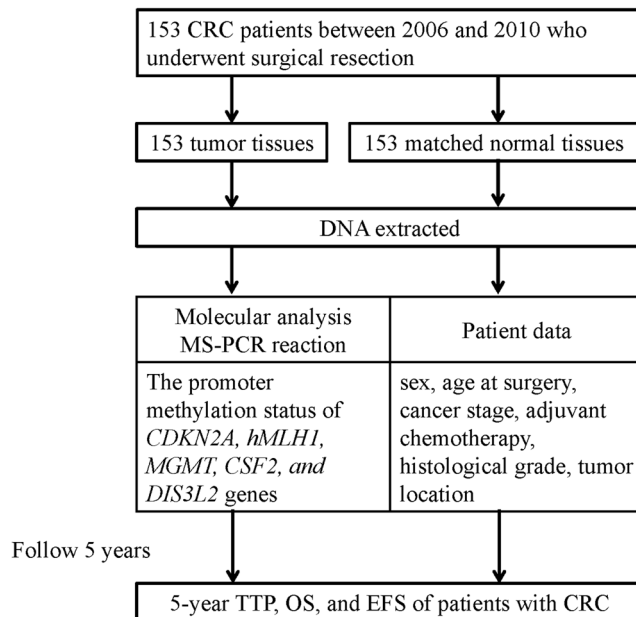 153 CRC patients between 2006 and 2010 who
underwent surgical resection
153 tumor tissues
153 matched normal tissues
DNA extracted
Molecular analysis
MS-PCR reaction
Patient data
The promoter
methylation status of
CDKN2A, hMLH1,
MGMT, CSF2, and
DIS3L2 genes
sex, age at surgery,
cancer stage, adjuvant
chemotherapy,
histological grade, tumor
location
Follow 5 years
5-year TTP, OS, and EFS of patients with CRC